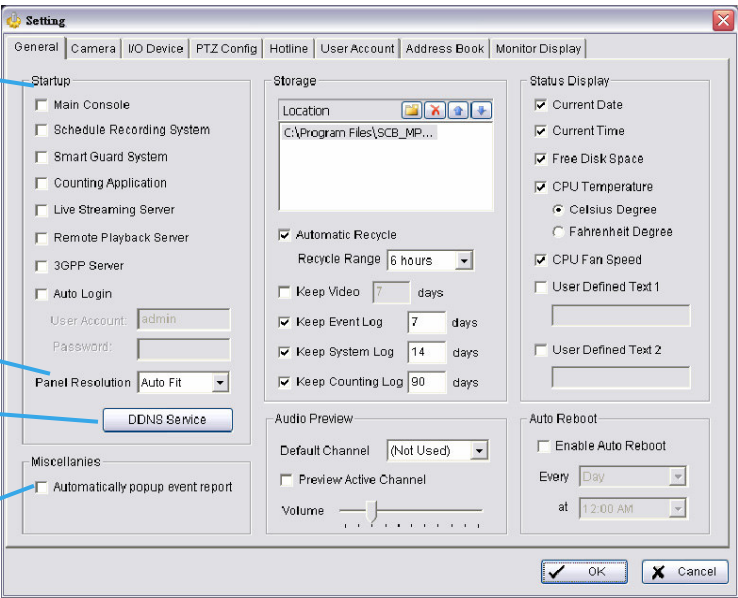 Setting
General Camera I/O Device PTZ Config Hotline User Account Address Book Monitor Display
Startup
Main Console
Schedule Recording System
Smart Guard System
Counting Application
Live Streaming Server
Remote Playback Server
3GPP Server
Auto Login
User Account: admin
Password:
Panel Resolution Auto Fit
DDNS Service
Miscellanies
Automatically popup event report
Storage
Location
C:\Program Files\SCB_MP...
Automatic Recycle
Recycle Range 6 hours
Keep Video 7 days
Keep Event Log 7 days
Keep System Log 14 days
Keep Counting Log 90 days
Audio Preview
Default Channel (Not Used)
Preview Active Channel
Volume
Status Display
Current Date
Current Time
Free Disk Space
CPU Temperature
Celsius Degree
Fahrenheit Degree
CPU Fan Speed
User Defined Text 1
User Defined Text 2
Auto Reboot
Enable Auto Reboot
Every Day
at 12:00 AM
OK Cancel